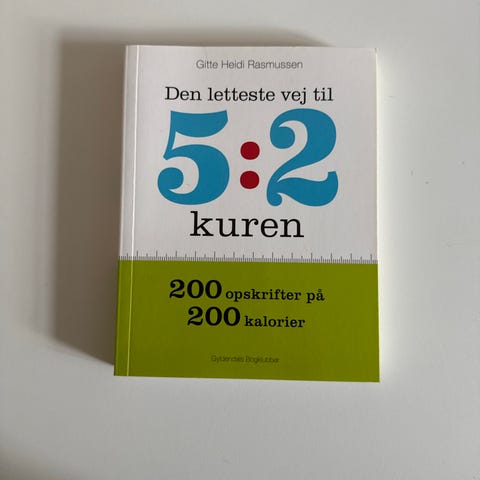 Gitte Heidi Rasmussen
Den letteste vej til
5:2
kuren
200 opskrifter på
200 kalorier
Gyldendals Bogklubber